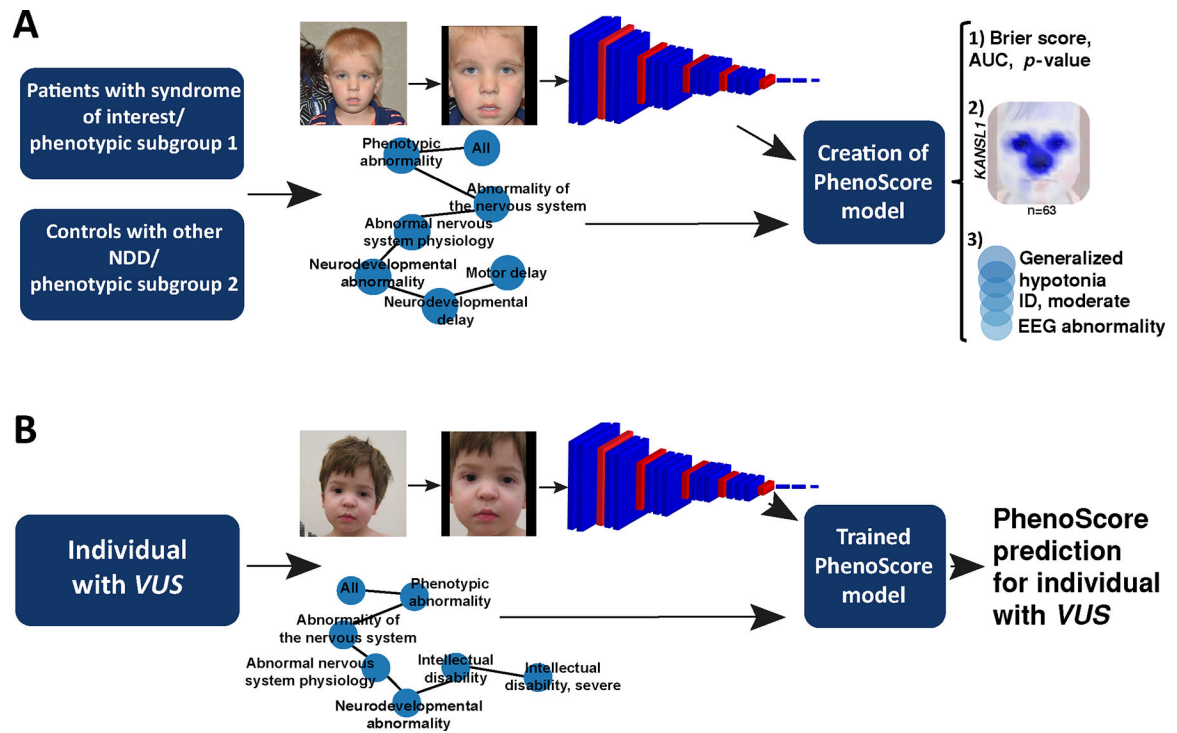 A
Patients with syndrome
of interest/
phenotypic subgroup 1
Controls with other
NDD/
phenotypic subgroup 2
Phenotypic
abnormality
All
Abnormality of
the nervous system
Abnormal nervous
system physiology
Neurodevelopmental
abnormality
Motor delay
Neurodevelopmental
delay
Creation of
PhenoScore
model
1) Brier score,
AUC, p-value
2)
KANSL1
n=63
3)
Generalized
hypotonia
ID, moderate
EEG abnormality
B
Individual
with VUS
All
Phenotypic
abnormality
Abnormality of
the nervous system
Abnormal nervous
system physiology
Intellectual
disability
Intellectual
disability, severe
Neurodevelopmental
abnormality
Trained
PhenoScore
model
PhenoScore
prediction
for individual
with VUS